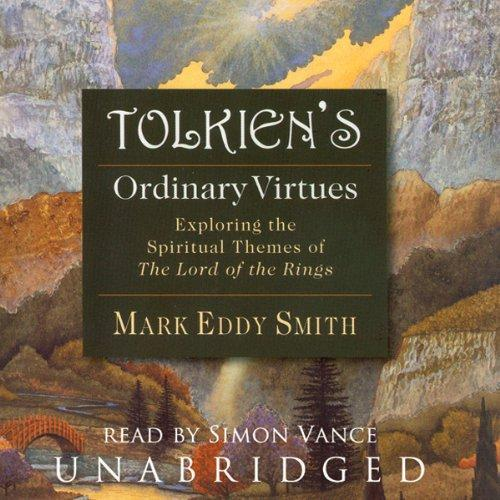 TOLKIEN'S
Ordinary Virtues
Exploring the
Spiritual Themes of
The Lord of the Rings
MARK EDDY SMITH
READ BY SIMON VANCE
UNABRIDGED